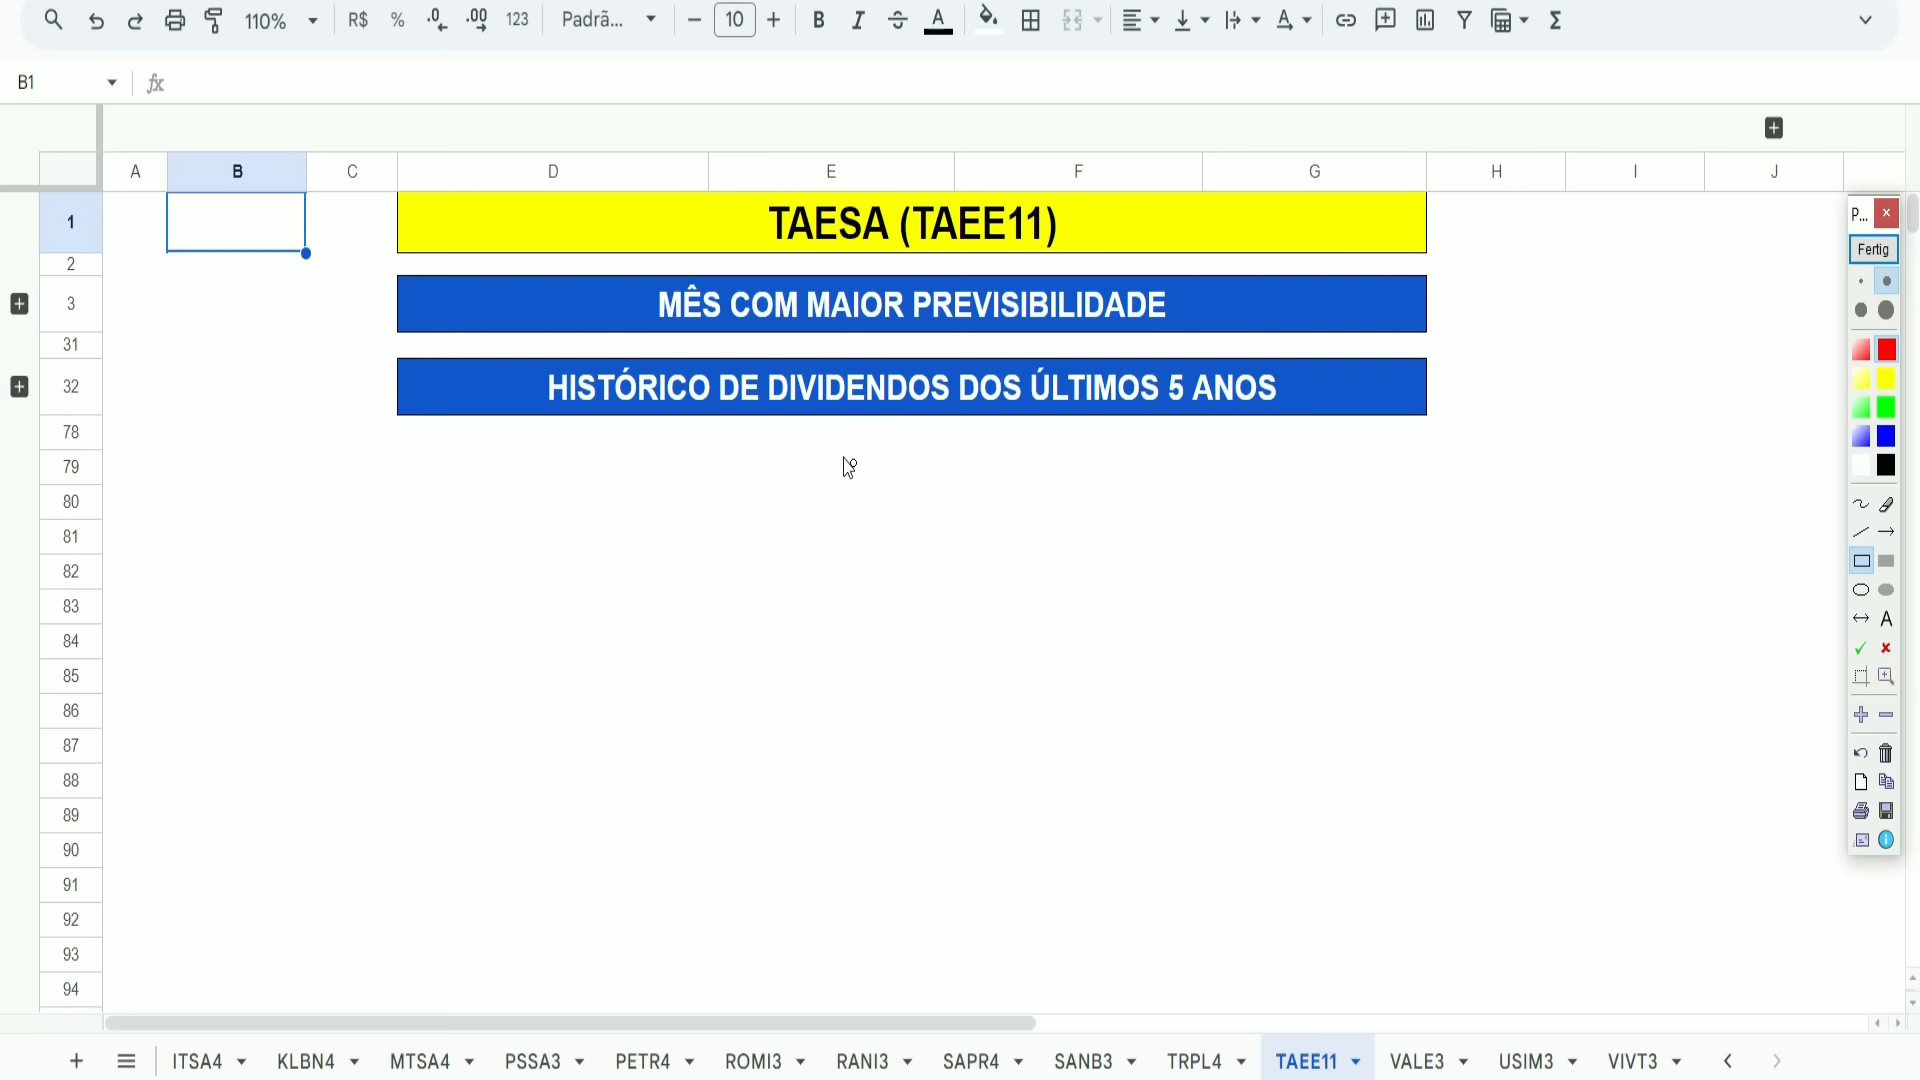 110% R$ % .0 .00 123 Padrã... 10 B I S A A Σ
B1 fx
A B C D E F G H I J
1 TAESA (TAEE11)
2
3 MÊS COM MAIOR PREVISIBILIDADE
31
32 HISTÓRICO DE DIVIDENDOS DOS ÚLTIMOS 5 ANOS
78
79
80
81
82
83
84
85
86
87
88
89
90
91
92
93
94
P...
Fertig
A
ITSA4 KLBN4 MTSA4 PSSA3 PETR4 ROMI3 RANI3 SAPR4 SANB3 TRPL4 TAEE11 VALE3 USIM3 VIVT3